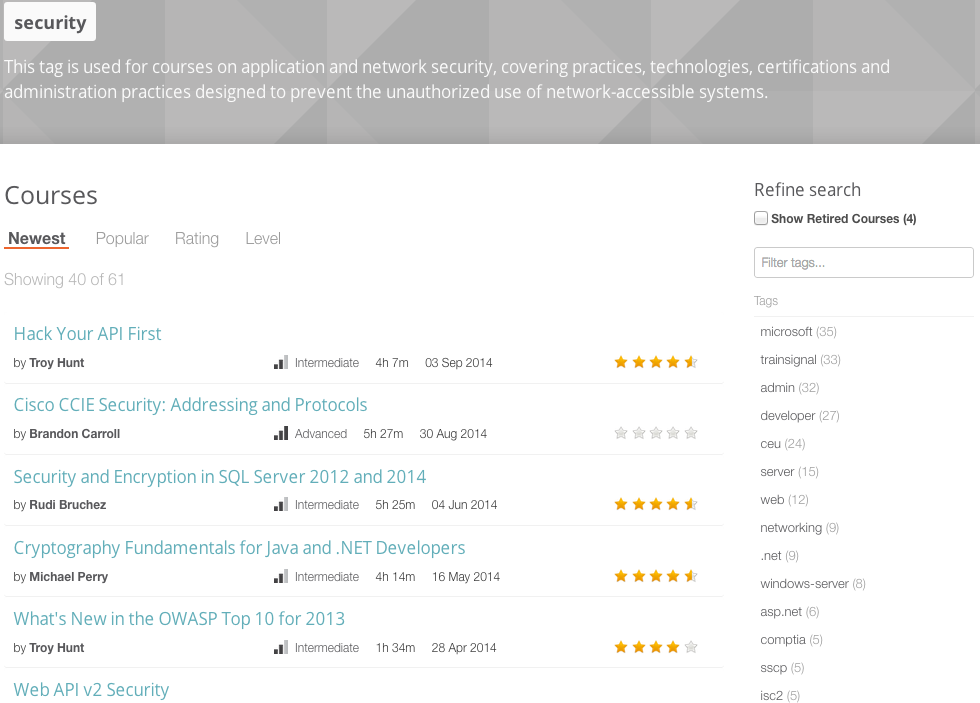 security
This tag is used for courses on application and network security, covering practices, technologies, certifications and
administration practices designed to prevent the unauthorized use of network-accessible systems.
Courses
Newest Popular Rating Level
Showing 40 of 61
Hack Your API First
by Troy Hunt Intermediate 4h 7m 03 Sep 2014
Cisco CCIE Security: Addressing and Protocols
by Brandon Carroll Advanced 5h 27m 30 Aug 2014
Security and Encryption in SQL Server 2012 and 2014
by Rudi Bruchez Intermediate 5h 25m 04 Jun 2014
Cryptography Fundamentals for Java and .NET Developers
by Michael Perry Intermediate 4h 14m 16 May 2014
What's New in the OWASP Top 10 for 2013
by Troy Hunt Intermediate 1h 34m 28 Apr 2014
Web API v2 Security
Refine search
Show Retired Courses (4)
Filter tags...
Tags
microsoft (35)
trainsignal (33)
admin (32)
developer (27)
ceu (24)
server (15)
web (12)
networking (9)
.net (9)
windows-server (8)
asp.net (6)
comptia (5)
sscp (5)
isc2 (5)